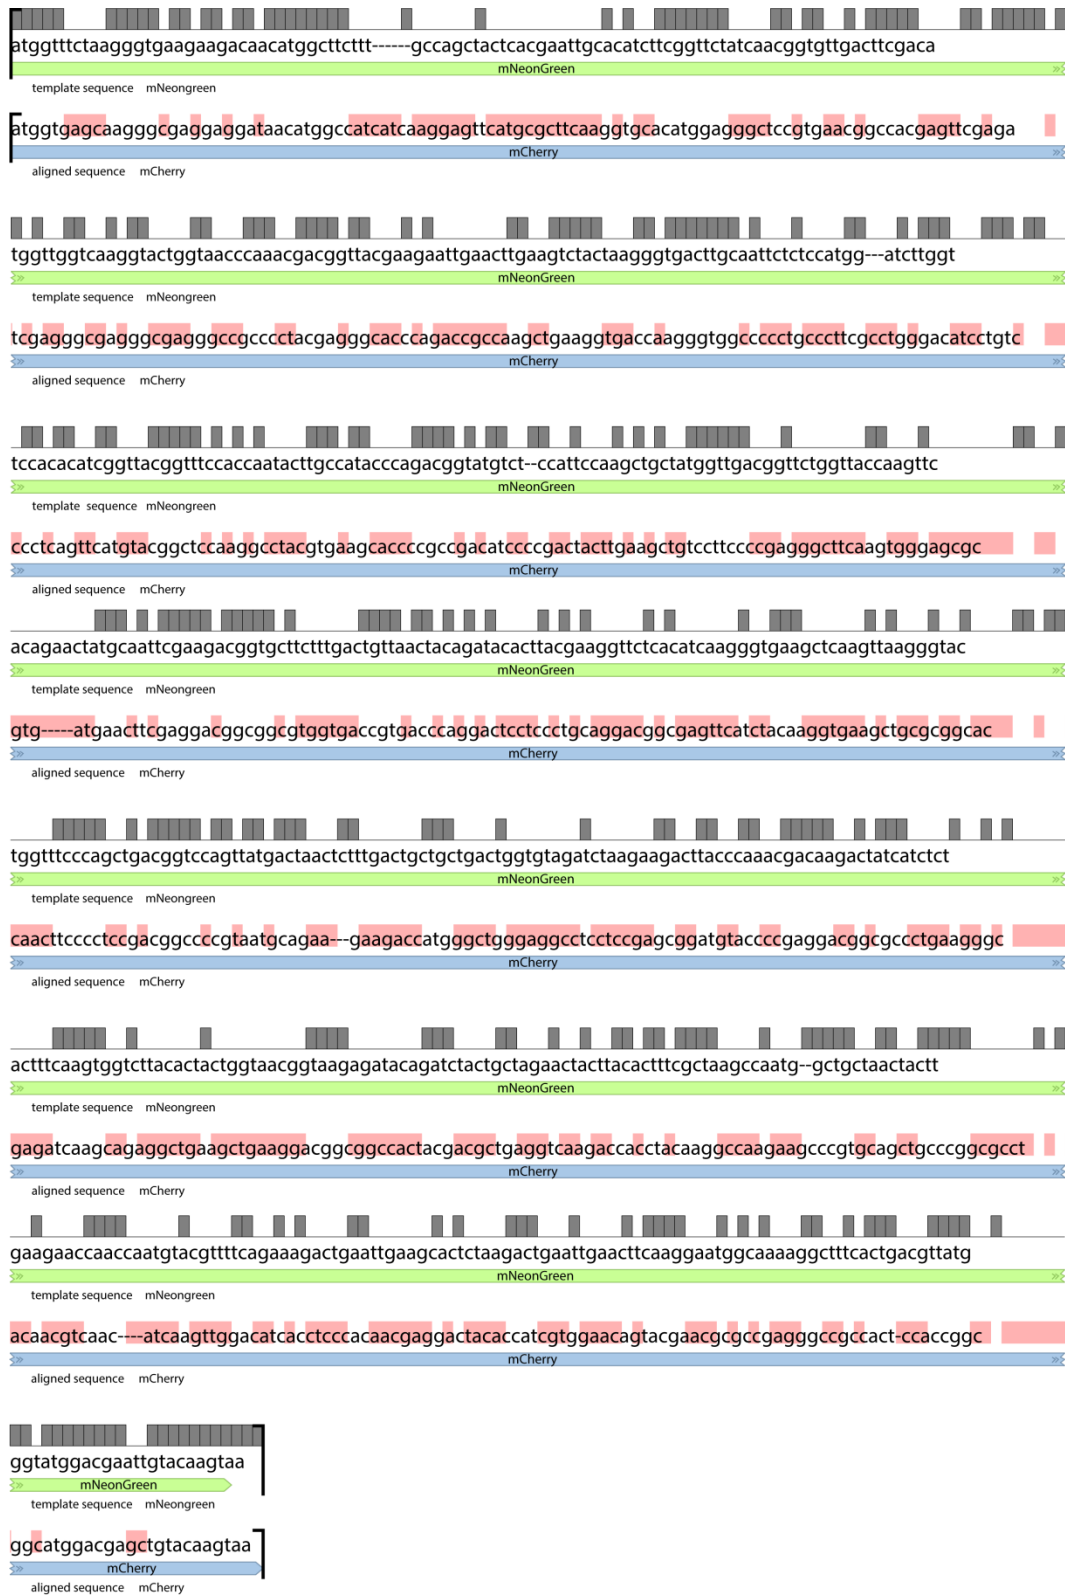 atggtttctaagggtgaagaagacaacatggcttcttt------gccagctactcacgaattgcacatcttcggttctatcaacggtgttgacttcgaca
mNeonGreen
template sequence mNeongreen
atggtgagcaagggcgaggaggataacatggccatcatcaaggagttcatgcgcttcaaggtgcacatggagggctccgtgaacggccacgagttcgaga
mCherry
aligned sequence mCherry
tggttggtcaaggtactggtaacccaaacgacggttacgaagaattgaacttgaagtctactaagggtgacttgcaattctctccatgg---atcttggt
mNeonGreen
template sequence mNeongreen
tcgagggcgagggcgagggccgcccctacgagggcacccagaccgccaagctgaaggtgaccaagggtggccccctgcccttcgcctgggacatcctgtc
mCherry
aligned sequence mCherry
tccacacatcggttacggtttccaccaatacttgccatacccagacggtatgtct--ccattccaagctgctatggttgacggttctggttaccaagttc
mNeonGreen
template sequence mNeongreen
ccctcagttcatgtacggctccaaggcctacgtgaagcaccccgccgacatccccgactacttgaagctgtccttccccgagggcttcaagtgggagcgc
mCherry
aligned sequence mCherry
acagaactatgcaattcgaagacggtgcttctttgactgttaactacagatacacttacgaaggttctcacatcaagggtgaagctcaagttaagggtac
mNeonGreen
template sequence mNeongreen
gtg-----atgaacttcgaggacggcggcgtggtgaccgtgacccaggactcctccctgcaggacggcgagttcatctacaaggtgaagctgcgcggcac
mCherry
aligned sequence mCherry
tggtttcccagctgacggtccagttatgactaactctttgactgctgctgactggtgtagatctaagaagacttacccaaacgacaagactatcatctct
mNeonGreen
template sequence mNeongreen
caacttcccctccgacggccccgtaatgcagaa---gaagaccatgggctgggaggcctcctccgagcggatgtaccccgaggacggcgccctgaagggc
mCherry
aligned sequence mCherry
actttcaagtggtcttacactactggtaacggtaagagatacagatctactgctagaactacttacactttcgctaagccaatg--gctgctaactactt
mNeonGreen
template sequence mNeongreen
gagatcaagcagaggctgaagctgaaggacggcggccactacgacgctgaggtcaagaccacctacaaggccaagaagcccgtgcagctgcccggcgcct
mCherry
aligned sequence mCherry
gaagaaccaaccaatgtacgttttcagaaagactgaattgaagcactctaagactgaattgaacttcaaggaatggcaaaaggctttcactgacgttatg
mNeonGreen
template sequence mNeongreen
acaacgtcaac----atcaagttggacatcacctcccacaacgaggactacaccatcgtggaacagtacgaacgcgccgagggccgccact-ccaccggc
mCherry
aligned sequence mCherry
ggtatggacgaattgtacaagtaa
mNeonGreen
template sequence mNeongreen
ggcatggacgagctgtacaagtaa
mCherry
aligned sequence mCherry